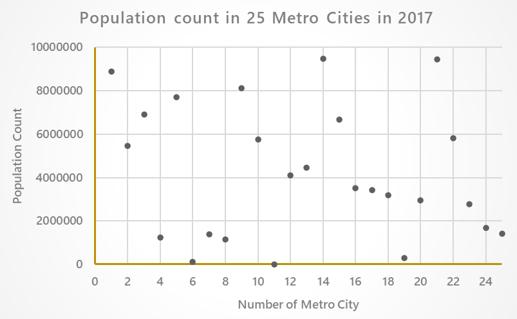 Population count in 25 Metro Cities in 2017
Population Count
10000000
8000000
6000000
4000000
2000000
0
0 2 4 6 8 10 12 14 16 18 20 22 24
Number of Metro City